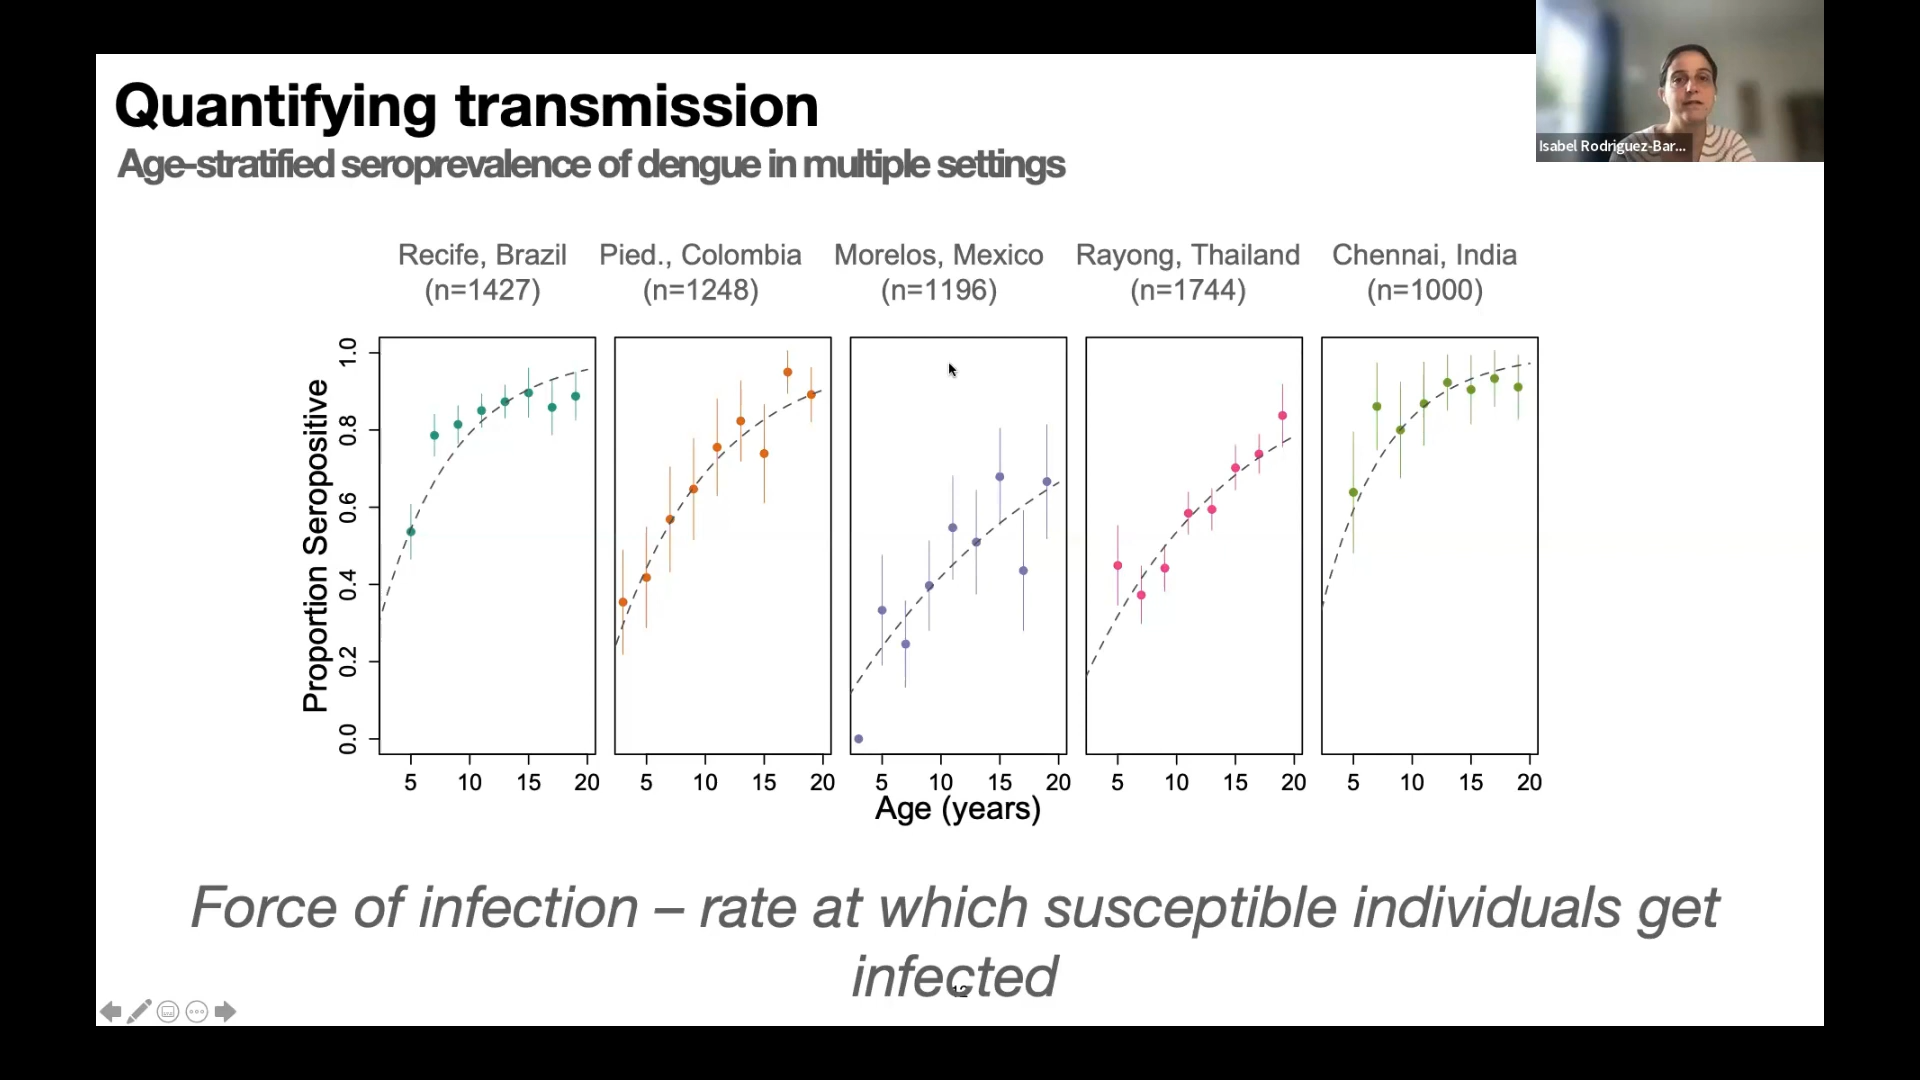 Quantifying transmission
Age-stratified seroprevalence of dengue in multiple settings
Isabel Rodriguez-Bar...
Recife, Brazil
(n=1427)
Pied., Colombia
(n=1248)
Morelos, Mexico
(n=1196)
Rayong, Thailand
(n=1744)
Chennai, India
(n=1000)
Proportion Seropositive
1.0
0.8
0.6
0.4
0.2
0.0
5 10 15 20
5 10 15 20
5 10 15 20
5 10 15 20
5 10 15 20
Age (years)
Force of infection – rate at which susceptible individuals get
infected
12